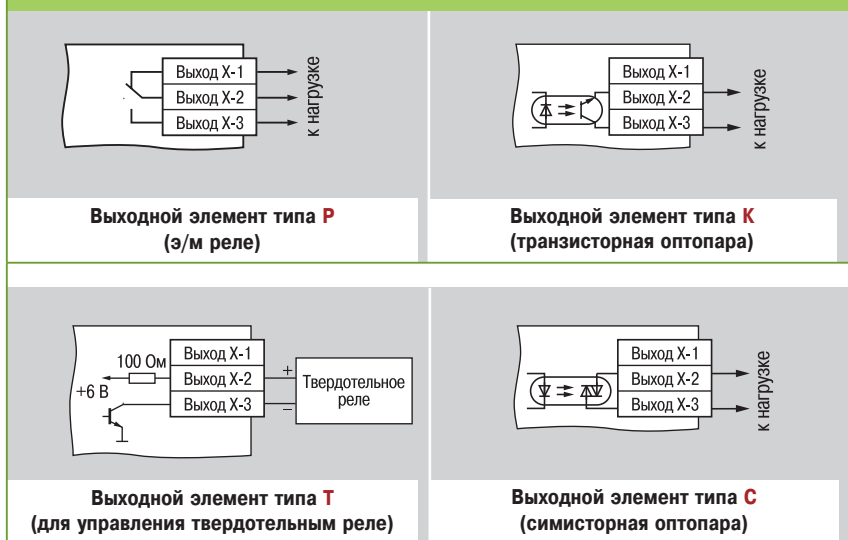 Выход X-1
Выход X-2
Выход X-3
к нагрузке
Выходной элемент типа Р
(э/м реле)
Выход X-1
Выход X-2
Выход X-3
к нагрузке
Выходной элемент типа К
(транзисторная оптопара)
100 Ом
+6 В
Выход X-1
Выход X-2
Выход X-3
+
–
Твердотельное
реле
Выходной элемент типа Т
(для управления твердотельным реле)
Выход X-1
Выход X-2
Выход X-3
к нагрузке
Выходной элемент типа С
(симисторная оптопара)